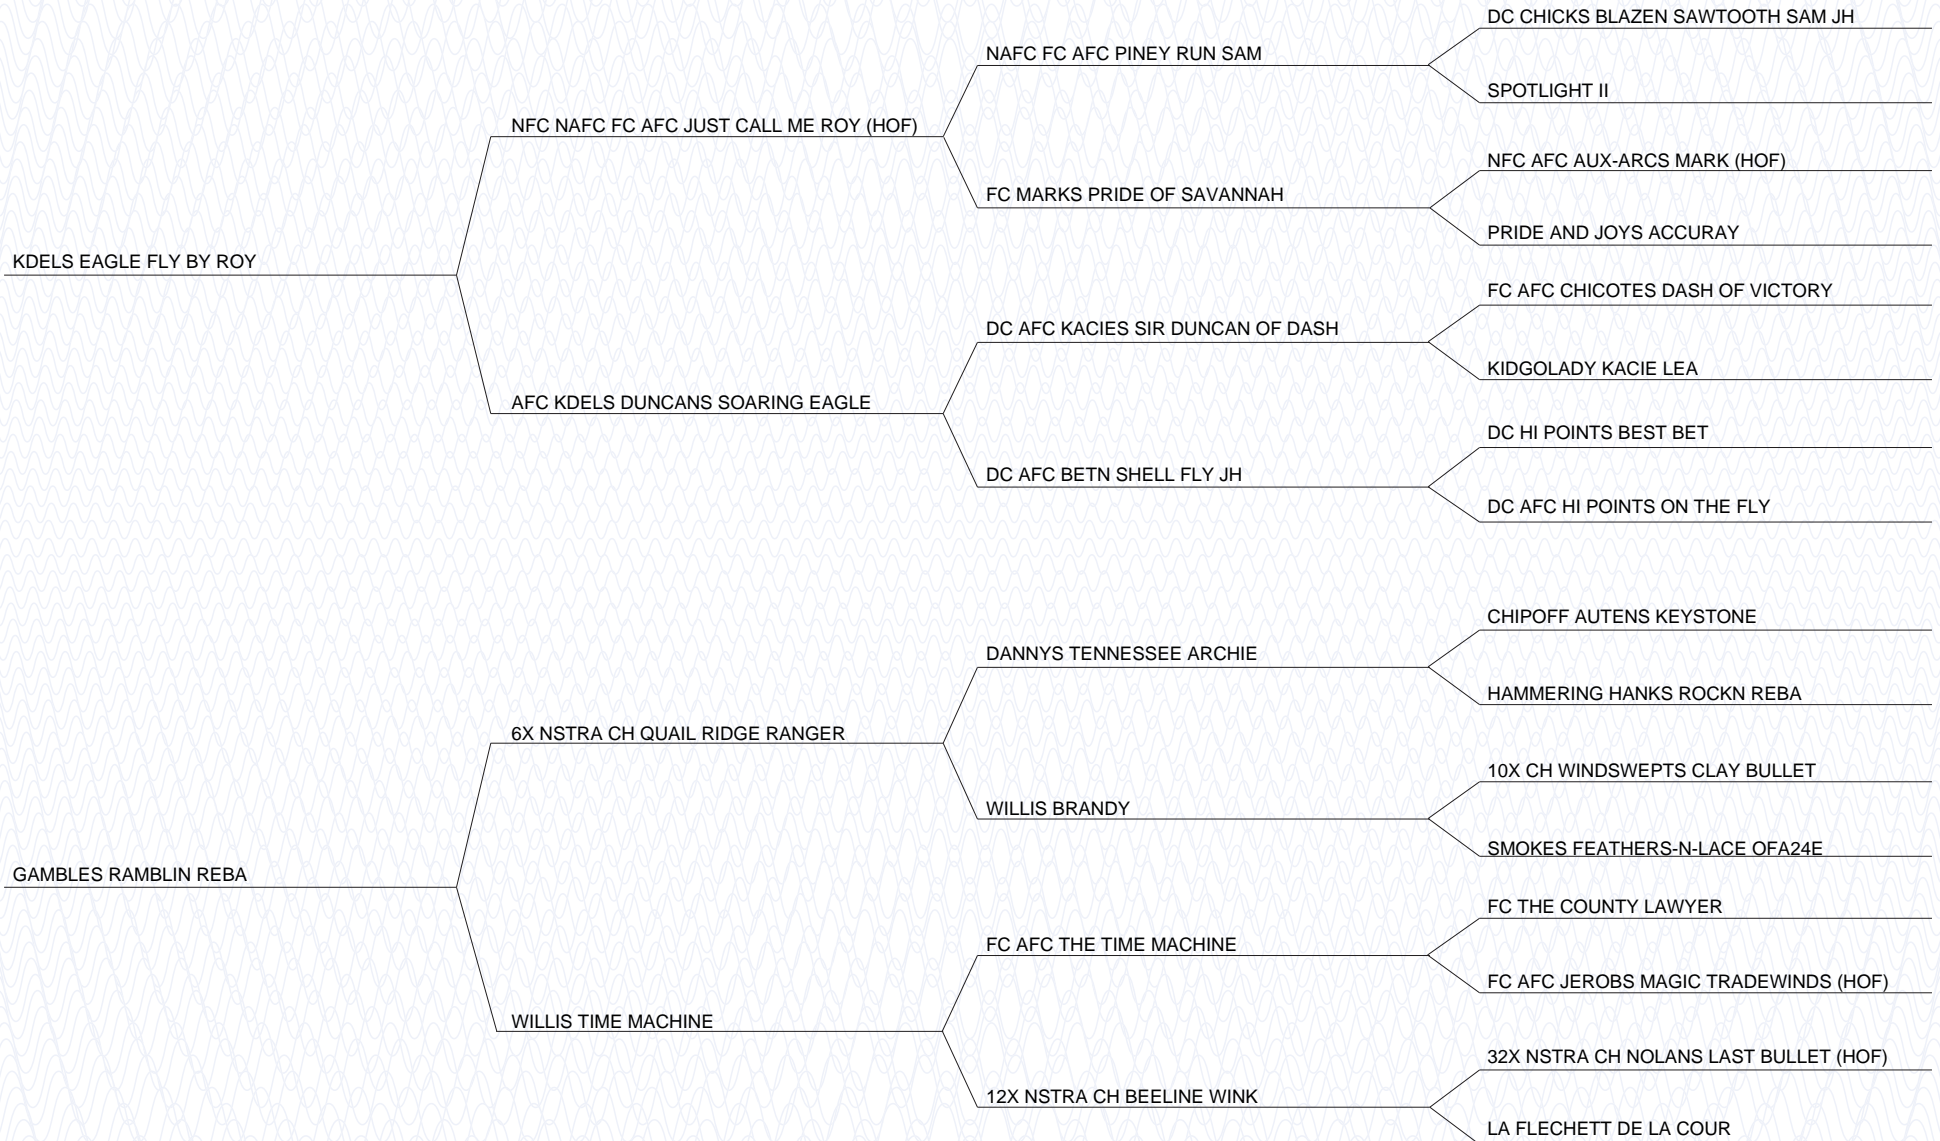 DC CHICKS BLAZEN SAWTOOTH SAM JH
NAFC FC AFC PINEY RUN SAM
SPOTLIGHT II
NFC NAFC FC AFC JUST CALL ME ROY (HOF)
NFC AFC AUX-ARCS MARK (HOF)
FC MARKS PRIDE OF SAVANNAH
PRIDE AND JOYS ACCURAY
KDELS EAGLE FLY BY ROY
FC AFC CHICOTES DASH OF VICTORY
DC AFC KACIES SIR DUNCAN OF DASH
KIDGOLADY KACIE LEA
AFC KDELS DUNCANS SOARING EAGLE
DC HI POINTS BEST BET
DC AFC BETN SHELL FLY JH
DC AFC HI POINTS ON THE FLY
CHIPOFF AUTENS KEYSTONE
DANNYS TENNESSEE ARCHIE
HAMMERING HANKS ROCKN REBA
6X NSTRA CH QUAIL RIDGE RANGER
10X CH WINDSWEPTS CLAY BULLET
WILLIS BRANDY
SMOKES FEATHERS-N-LACE OFA24E
GAMBLES RAMBLIN REBA
FC THE COUNTY LAWYER
FC AFC THE TIME MACHINE
FC AFC JEROBS MAGIC TRADEWINDS (HOF)
WILLIS TIME MACHINE
32X NSTRA CH NOLANS LAST BULLET (HOF)
12X NSTRA CH BEELINE WINK
LA FLECHETT DE LA COUR